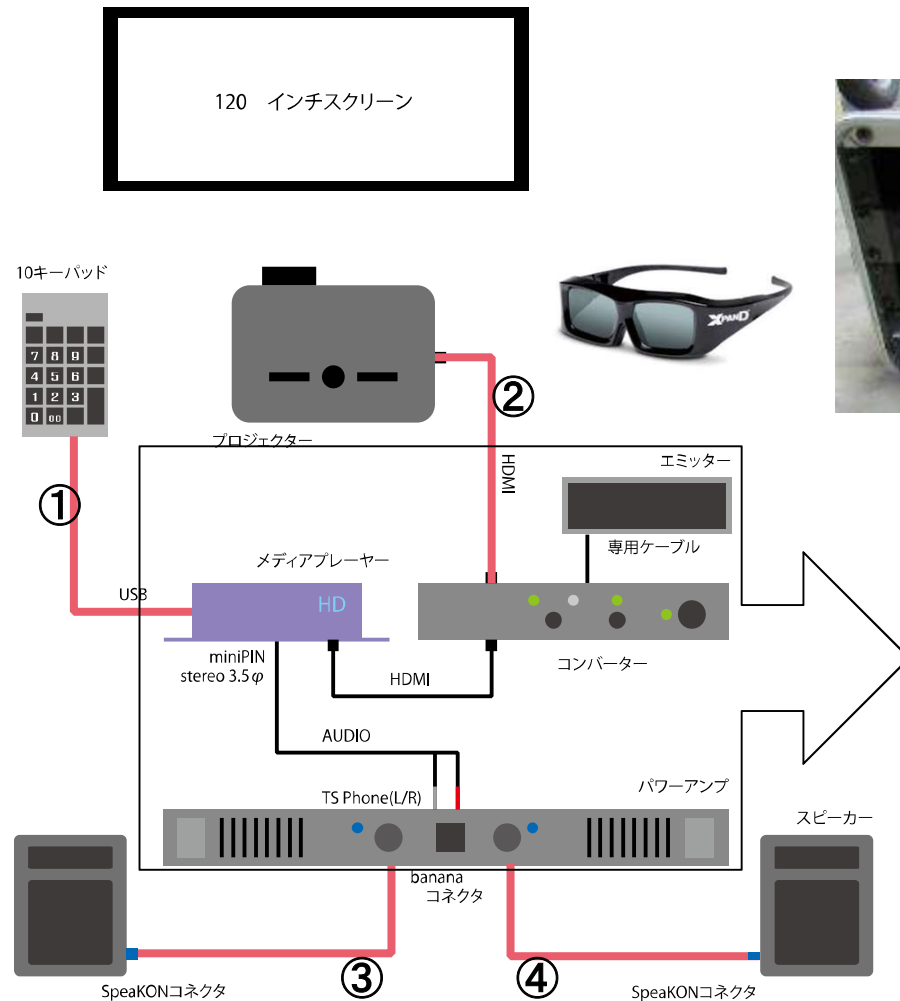 120 インチスクリーン
10キーパッド
7 8 9
4 5 6
1 2 3
0 00
プロジェクター
XPAND
①
②
HDMI
エミッター
専用ケーブル
メディアプレーヤー
USB
HD
miniPIN
stereo 3.5φ
HDMI
コンバーター
AUDIO
TS Phone(L/R)
パワーアンプ
スピーカー
banana
コネクタ
③
④
SpeaKONコネクタ
SpeaKONコネクタ